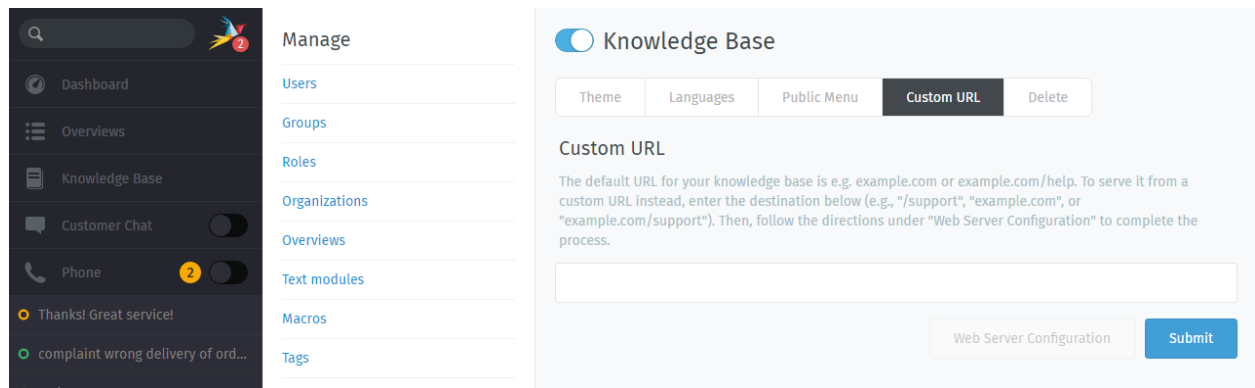 2
Dashboard
Overviews
Knowledge Base
Customer Chat
Phone 2
Thanks! Great service!
complaint wrong delivery of ord...
Manage
Users
Groups
Roles
Organizations
Overviews
Text modules
Macros
Tags
Knowledge Base
Theme Languages Public Menu Custom URL Delete
Custom URL
The default URL for your knowledge base is e.g. example.com or example.com/help. To serve it from a
custom URL instead, enter the destination below (e.g., "/support", "example.com", or
"example.com/support"). Then, follow the directions under "Web Server Configuration" to complete the
process.
Web Server Configuration Submit